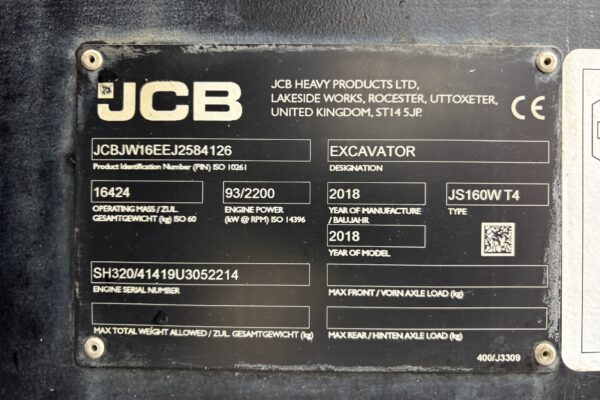 JCB
JCB HEAVY PRODUCTS LTD,
LAKESIDE WORKS, ROCESTER, UTTOXETER,
UNITED KINGDOM, ST14 5JP.
CE
JCBJW16EEJ2584126
Product Identification Number (PIN) ISO 10261
EXCAVATOR
DESIGNATION
16424
OPERATING MASS / ZUL.
GESAMTGEWICHT (kg) ISO 60
93/2200
ENGINE POWER
(kW @ RPM) ISO 14396
2018
YEAR OF MANUFACTURE
/ BAUJAHR
JS160W T4
TYPE
2018
YEAR OF MODEL
SH320/41419U3052214
ENGINE SERIAL NUMBER
MAX FRONT / VORN AXLE LOAD (kg)
MAX TOTAL WEIGHT ALLOWED / ZUL. GESAMTGEWICHT (kg)
MAX REAR / HINTEN AXLE LOAD (kg)
400/J3309